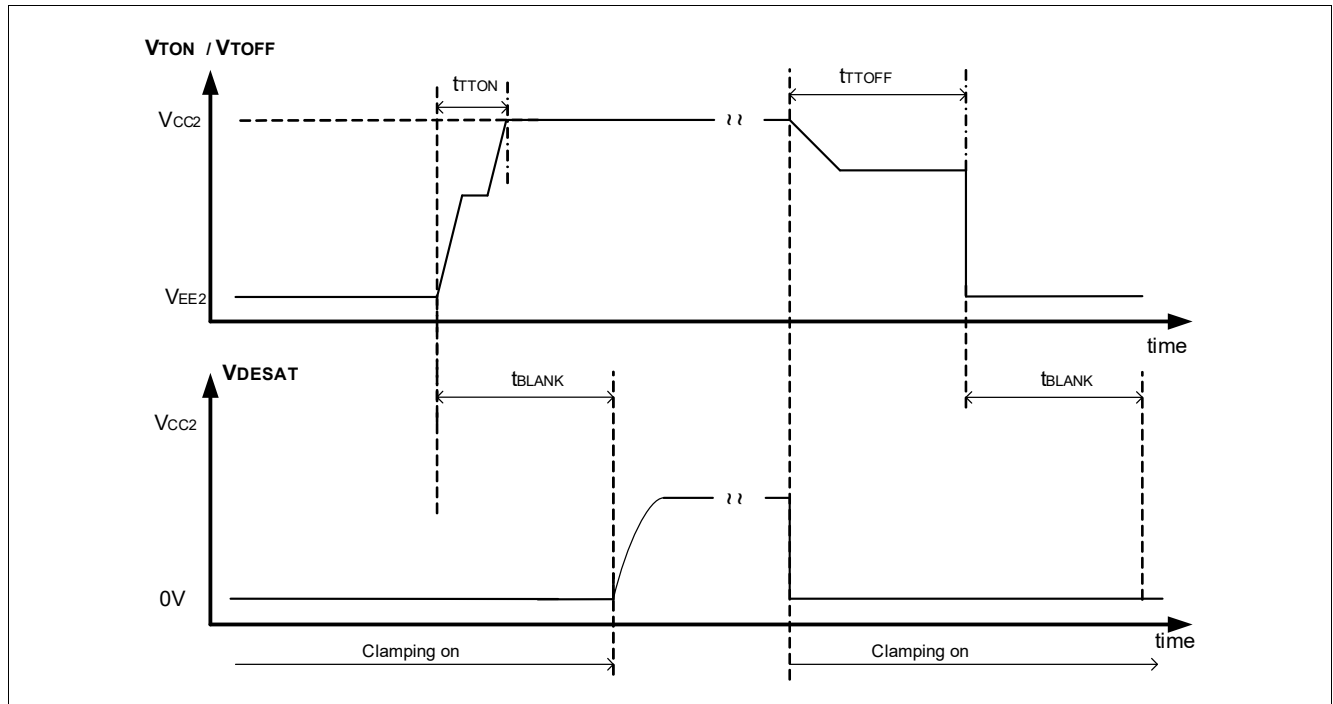 VTON / VTOFF
tTTON
tTTOFF
VCC2
VEE2
time
VDESAT
tBLANK
tBLANK
VCC2
0V
time
Clamping on
Clamping on